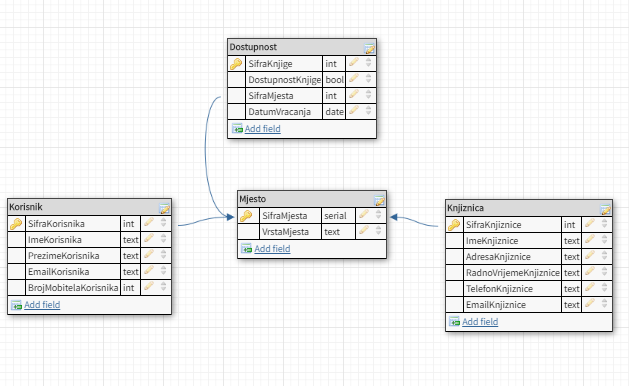 Dostupnost
SifraKnjige int
DostupnostKnjige bool
SifraMjesta int
DatumVracanja date
Add field
Korisnik
SifraKorisnika int
ImeKorisnika text
PrezimeKorisnika text
EmailKorisnika text
BrojMobitelaKorisnika int
Add field
Mjesto
SifraMjesta serial
VrstaMjesta text
Add field
Knjiznica
SifraKnjiznice int
ImeKnjiznice text
AdresaKnjiznice text
RadnoVrijemeKnjiznice text
TelefonKnjiznice text
EmailKnjiznice text
Add field